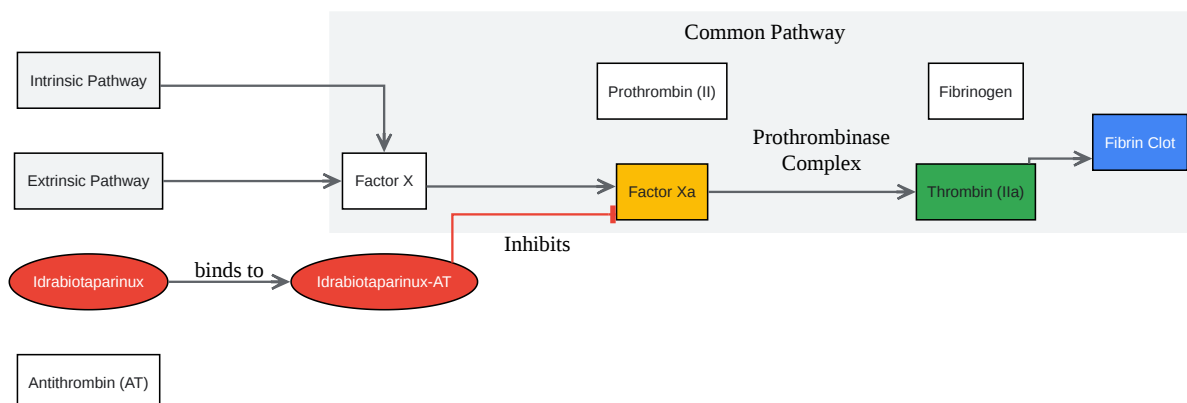 Common Pathway
Intrinsic Pathway
Prothrombin (II)
Fibrinogen
Prothrombinase
Complex
Fibrin Clot
Extrinsic Pathway
Factor X
Factor Xa
Thrombin (IIa)
Inhibits
Idrabiotaparinux
binds to
Idrabiotaparinux-AT
Antithrombin (AT)